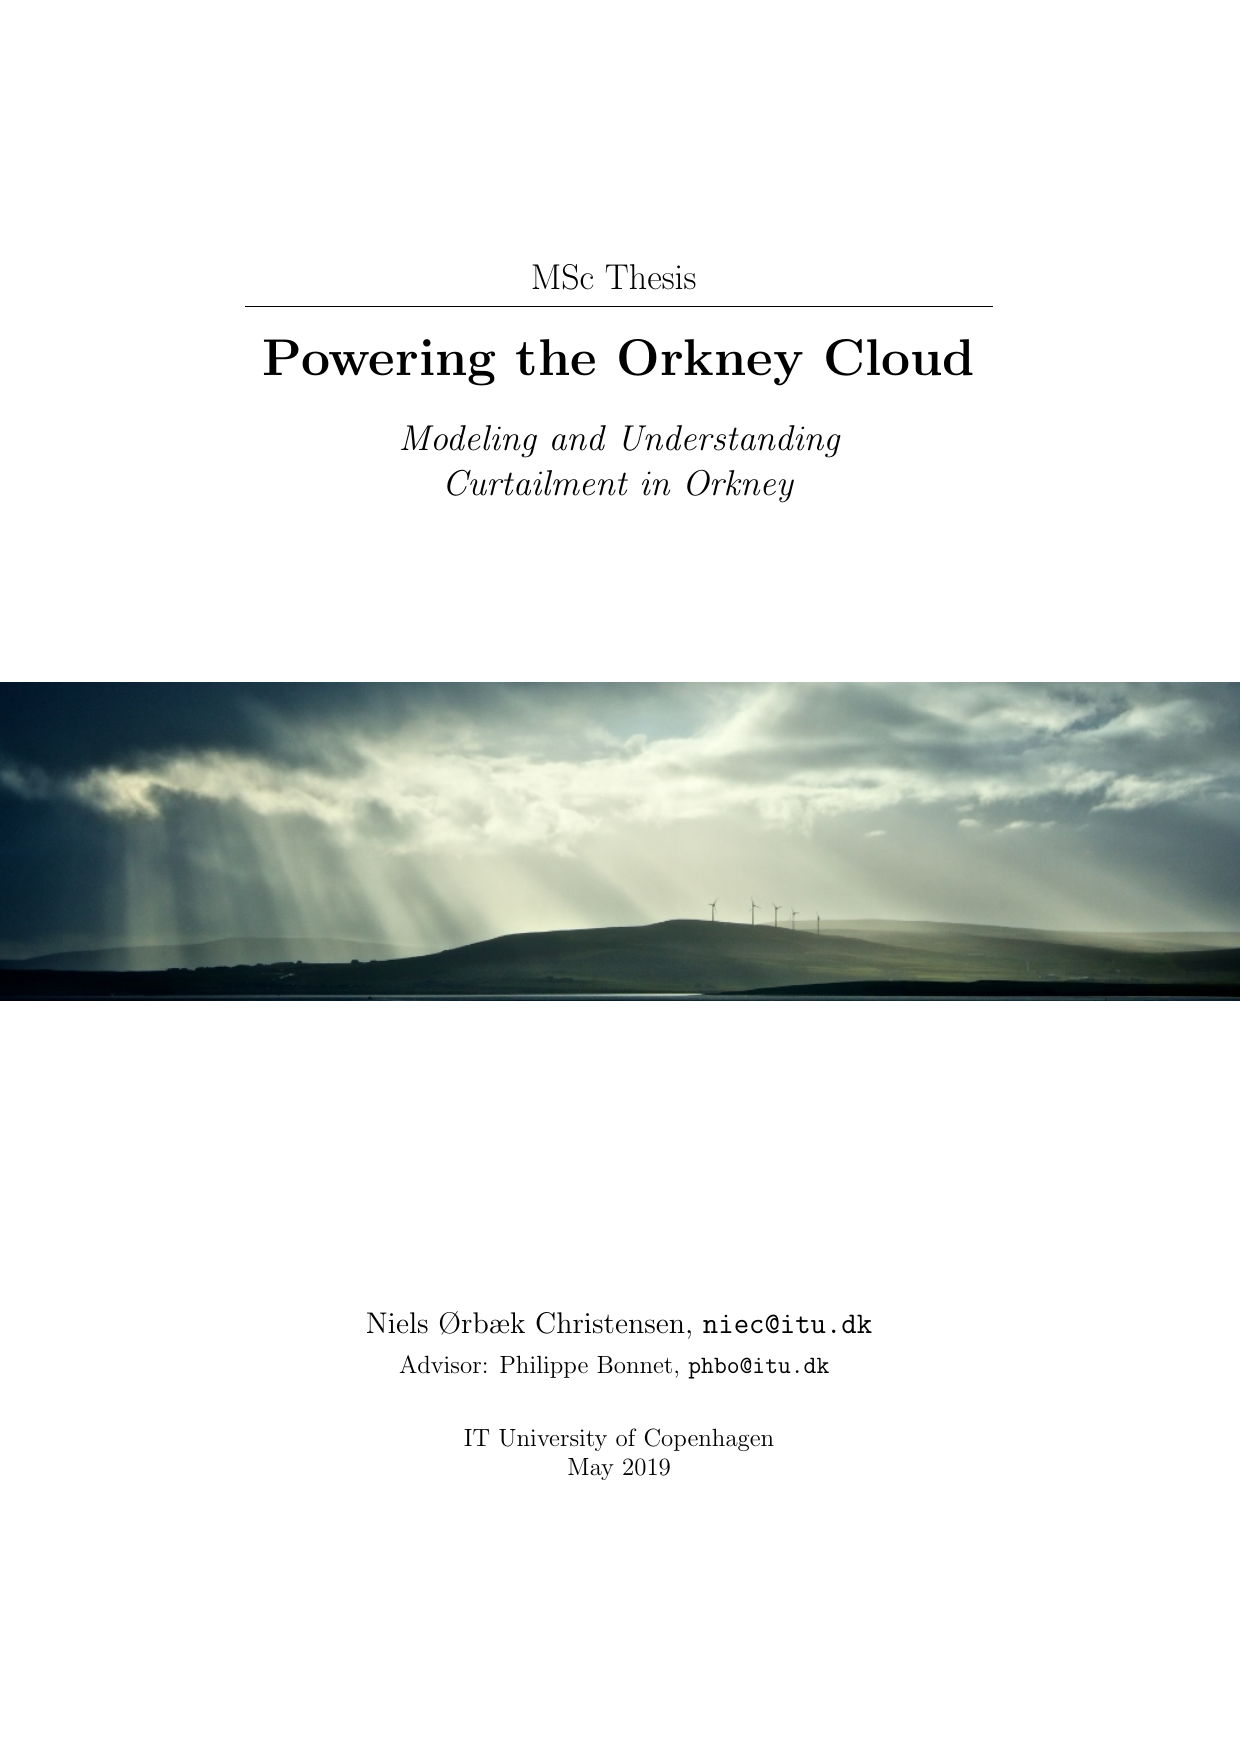 MSc Thesis
Powering the Orkney Cloud
Modeling and Understanding
Curtailment in Orkney
Niels Ørbæk Christensen, niec@itu.dk
Advisor: Philippe Bonnet, phbo@itu.dk
IT University of Copenhagen
May 2019